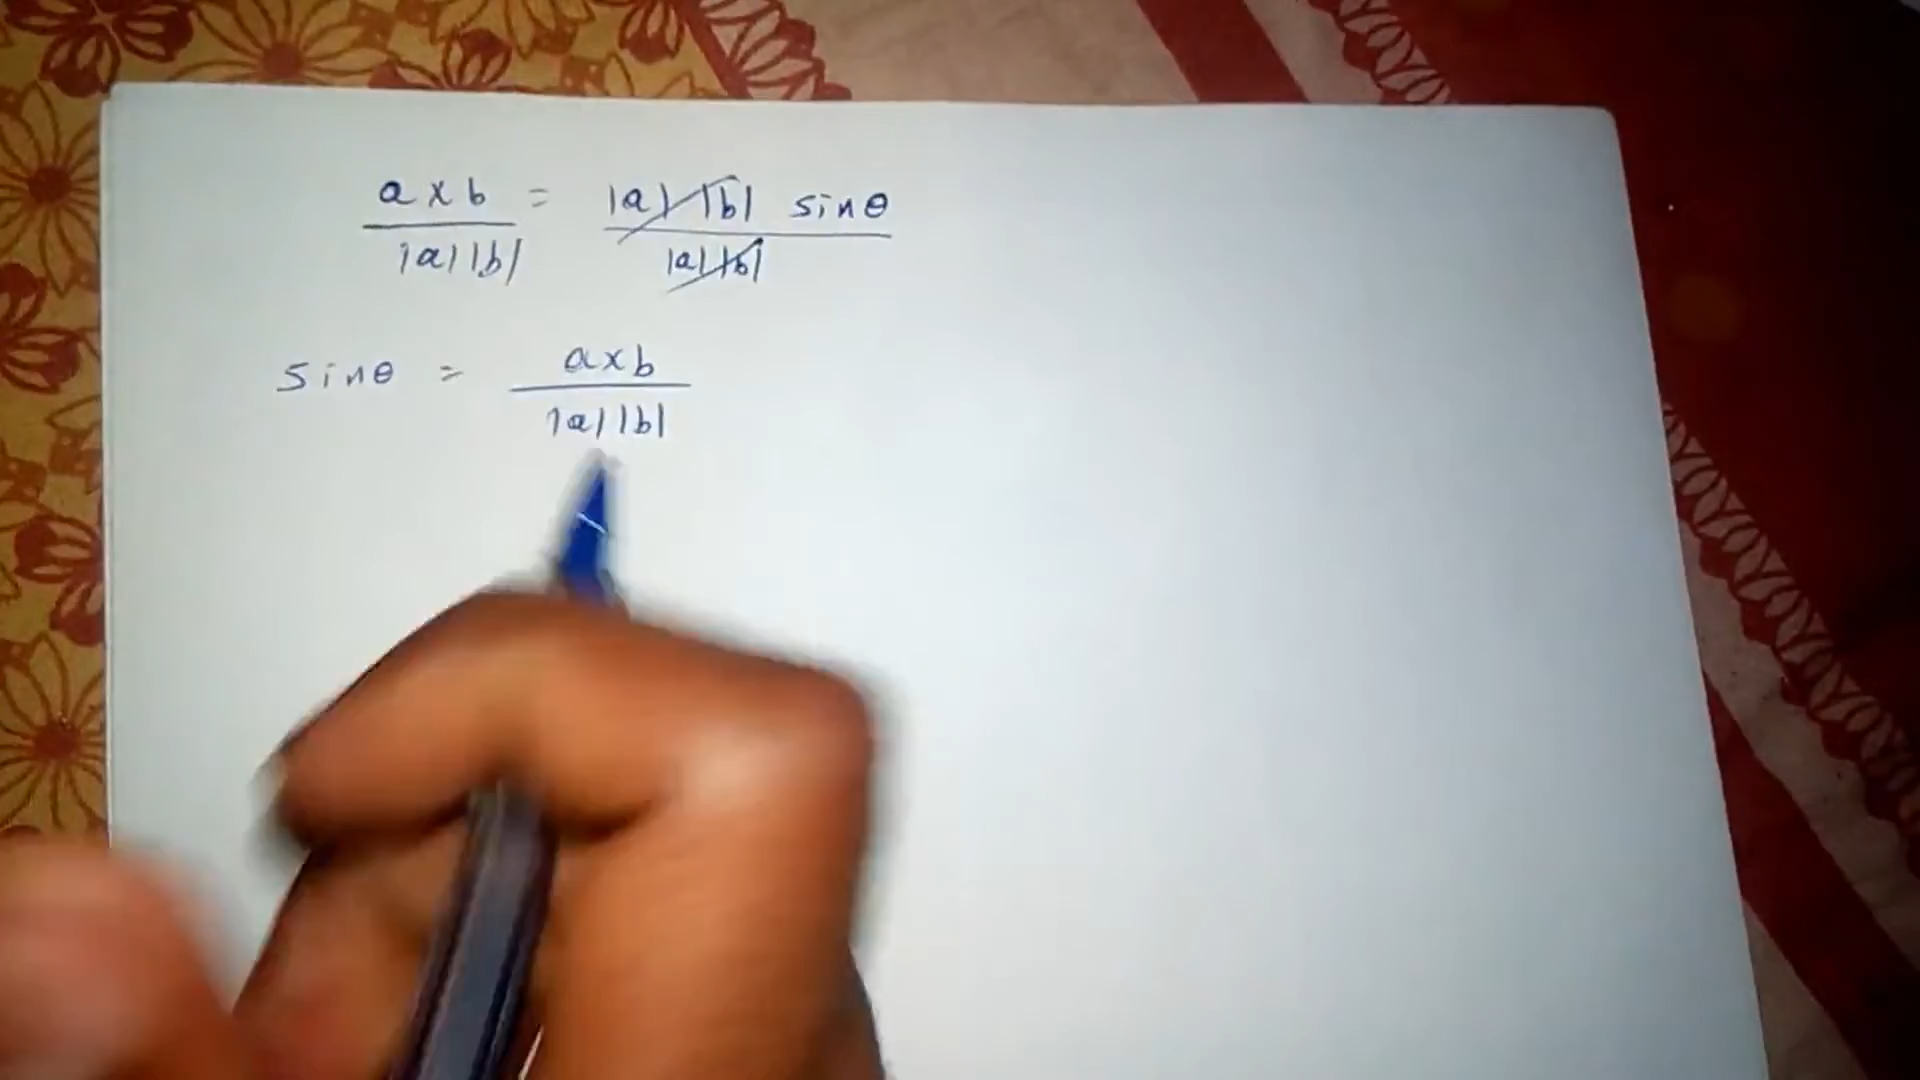 a x b = |a| |b| sinθ
|a| |b| |a| |b|
sinθ = a x b
|a| |b|